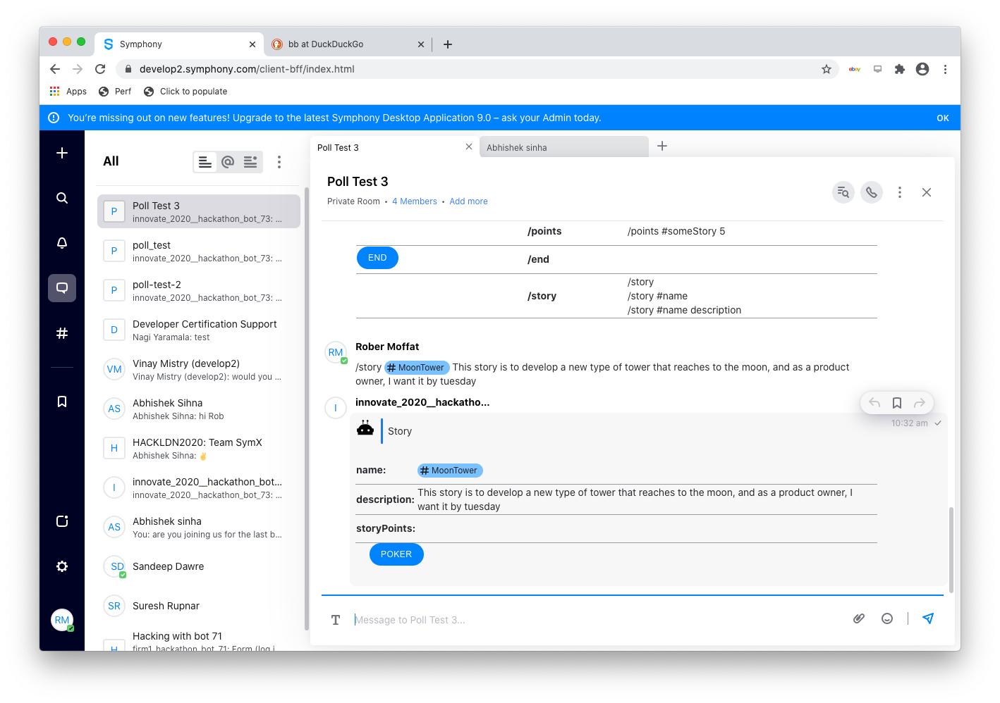 Symphony
bb at DuckDuckGo
develop2.symphony.com/client-bff/index.html
ebay
Apps
Perf
Click to populate
You're missing out on new features! Upgrade to the latest Symphony Desktop Application 9.0 – ask your Admin today.
OK
All
P
Poll Test 3
innovate_2020__hackathon_bot_73: ...
P
poll_test
innovate_2020__hackathon_bot_73: ...
P
poll-test-2
innovate_2020__hackathon_bot_73: ...
D
Developer Certification Support
Nagi Yaramala: test
VM
Vinay Mistry (develop2)
Vinay Mistry (develop2): would you ...
AS
Abhishek Sihna
Abhishek Sihna: hi Rob
H
HACKLDN2020: Team SymX
Abhishek Sihna: ✌
I
innovate_2020__hackathon_bot...
innovate_2020__hackathon_bot_73: ...
AS
Abhishek sinha
You: are you joining us for the last b...
SD
Sandeep Dawre
SR
Suresh Rupnar
H
Hacking with bot 71
firm1_hackathon_bot_71: Form (log i
RM
Poll Test 3
Abhishek sinha
Poll Test 3
Private Room • 4 Members • Add more
/points
/points #someStory 5
END
/end
/story
/story
/story #name
/story #name description
RM
Rober Moffat
/story # MoonTower This story is to develop a new type of tower that reaches to the moon, and as a product
owner, I want it by tuesday
I
innovate_2020__hackatho...
10:32 am
Story
name:
# MoonTower
description:
This story is to develop a new type of tower that reaches to the moon, and as a product owner, I
want it by tuesday
storyPoints:
POKER
T
Message to Poll Test 3...